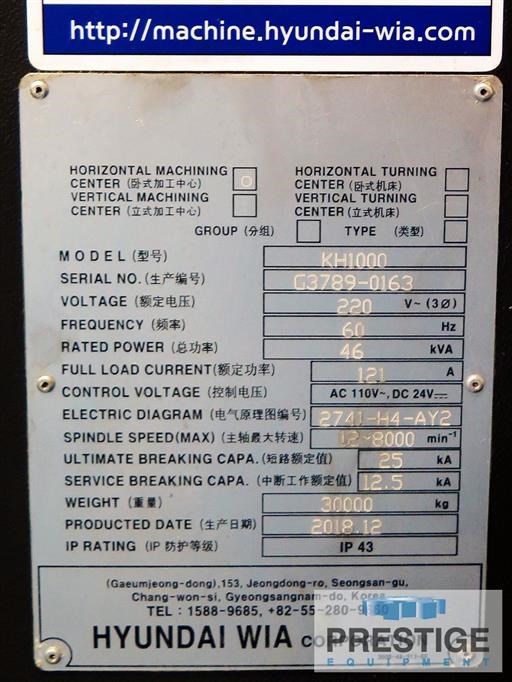 http://machine.hyundai-wia.com
HORIZONTAL MACHINING CENTER (卧式加工中心) O
HORIZONTAL TURNING CENTER (卧式机床)
VERTICAL MACHINING CENTER (立式加工中心)
VERTICAL TURNING CENTER (立式机床)
GROUP (分组) TYPE (类型)
MODEL (型号) KH1000
SERIAL NO. (生产编号) G3789-0163
VOLTAGE (额定电压) 220 V~ (3Ø)
FREQUENCY (频率) 60 Hz
RATED POWER (总功率) 46 kVA
FULL LOAD CURRENT(额定功率) 121 A
CONTROL VOLTAGE (控制电压) AC 110V~, DC 24V⎓
ELECTRIC DIAGRAM (电气原理图编号) 2741-H4-AY2
SPINDLE SPEED(MAX) (主轴最大转速) 12~8000 min⁻¹
ULTIMATE BREAKING CAPA.(短路额定值) 25 kA
SERVICE BREAKING CAPA.(中断工作额定值) 12.5 kA
WEIGHT (重量) 30000 kg
PRODUCTED DATE (生产日期) 2018.12
IP RATING (IP 防护等级) IP 43
(Gaeumjeong-dong),153, Jeongdong-ro, Seongsan-gu,
Chang-won-si, Gyeongsangnam-do, Korea
TEL : 1588-9685, +82-55-280-9
HYUNDAI WIA
PRESTIGE
EQUIPMENT